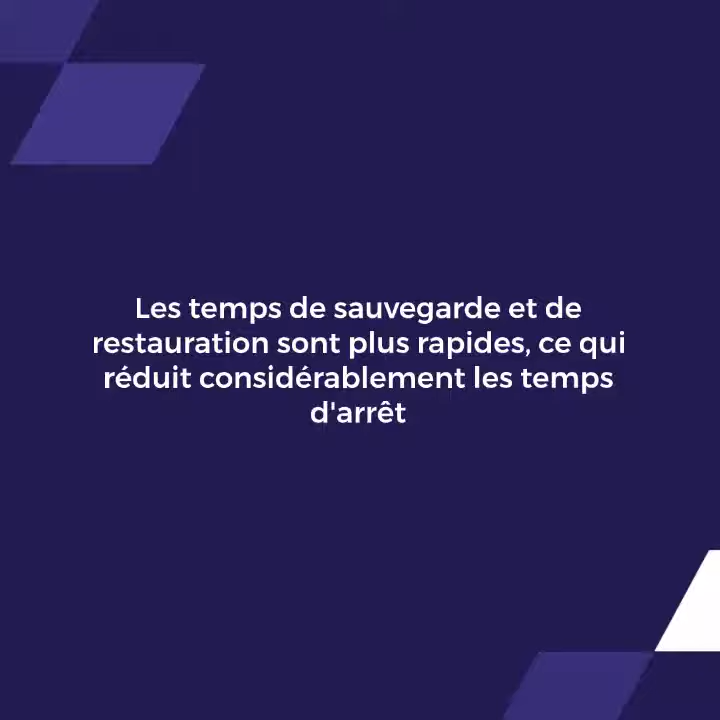 Les temps de sauvegarde et de
restauration sont plus rapides, ce qui
réduit considérablement les temps
d'arrêt